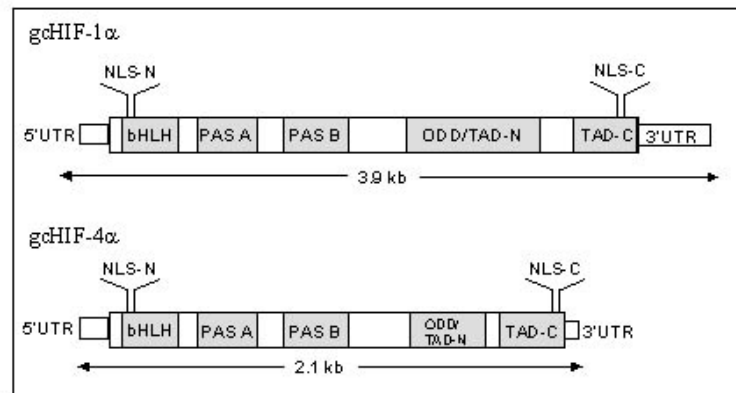 gcHIF-1α
NLS-N NLS-C
5'UTR bHLH PAS A PAS B ODD/TAD-N TAD-C 3'UTR
3.9 kb
gcHIF-4α
NLS-N NLS-C
5'UTR bHLH PAS A PAS B ODD/ TAD-C 3'UTR
TAD-N
2.1 kb